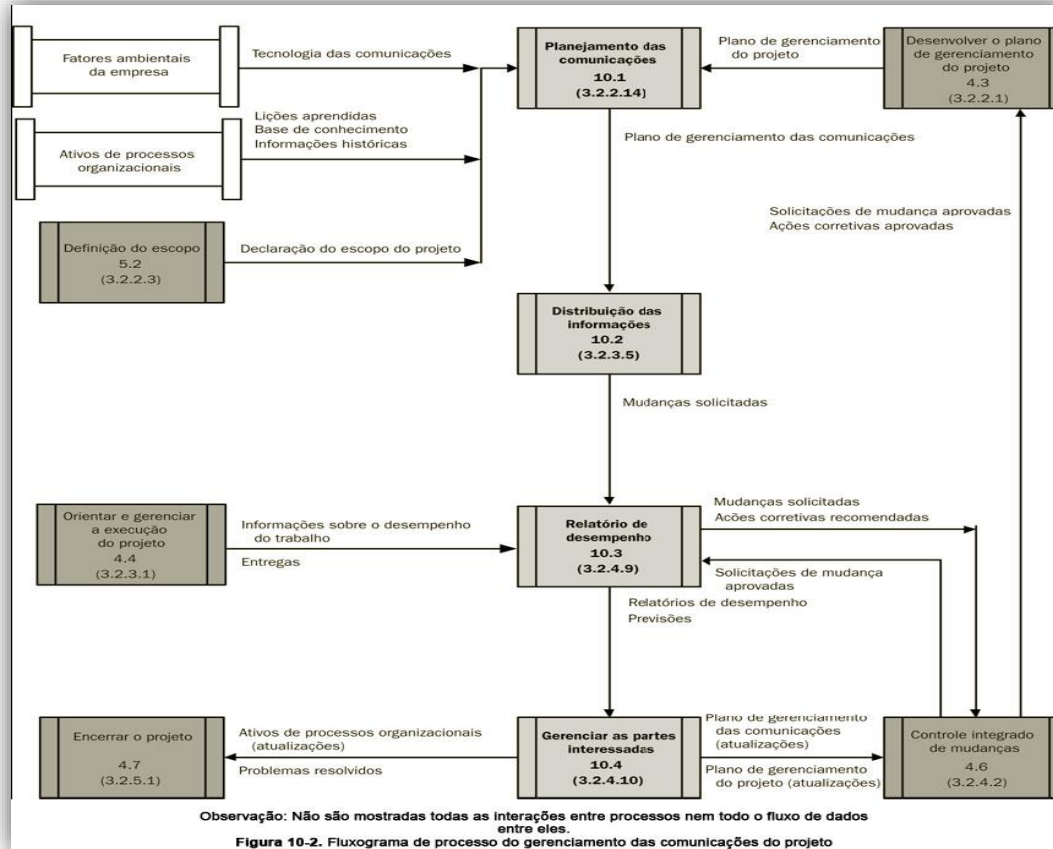 Fatores ambientais
da empresa
Tecnologia das comunicações
Planejamento das
comunicações
10.1
(3.2.2.14)
Plano de gerenciamento
do projeto
Desenvolver o plano
de gerenciamento
do projeto
4.3
(3.2.2.1)
Lições aprendidas
Base de conhecimento
Informações históricas
Ativos de processos
organizacionais
Plano de gerenciamento das comunicações
Solicitações de mudança aprovadas
Ações corretivas aprovadas
Definição do escopo
5.2
(3.2.2.3)
Declaração do escopo do projeto
Distribuição das
informações
10.2
(3.2.3.5)
Mudanças solicitadas
Orientar e gerenciar
a execução
do projeto
4.4
(3.2.3.1)
Informações sobre o desempenho
do trabalho
Entregas
Relatório de
desempenho
10.3
(3.2.4.9)
Mudanças solicitadas
Ações corretivas recomendadas
Solicitações de mudança
aprovadas
Relatórios de desempenho
Previsões
Encerrar o projeto
4.7
(3.2.5.1)
Ativos de processos organizacionais
(atualizações)
Problemas resolvidos
Gerenciar as partes
interessadas
10.4
(3.2.4.10)
Plano de gerenciamento
das comunicações
(atualizações)
Plano de gerenciamento
do projeto (atualizações)
Controle integrado
de mudanças
4.6
(3.2.4.2)
Observação: Não são mostradas todas as interações entre processos nem todo o fluxo de dados
entre eles.
Figura 10-2. Fluxograma de processo do gerenciamento das comunicações do projeto